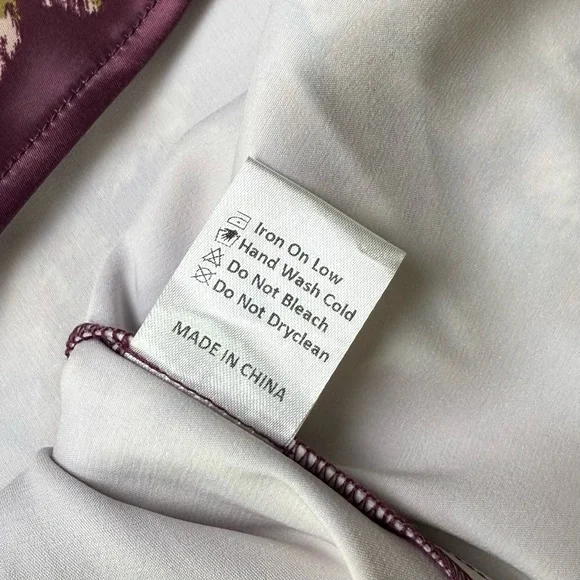 Iron On Low
Hand Wash Cold
Do Not Bleach
Do Not Dryclean
MADE IN CHINA